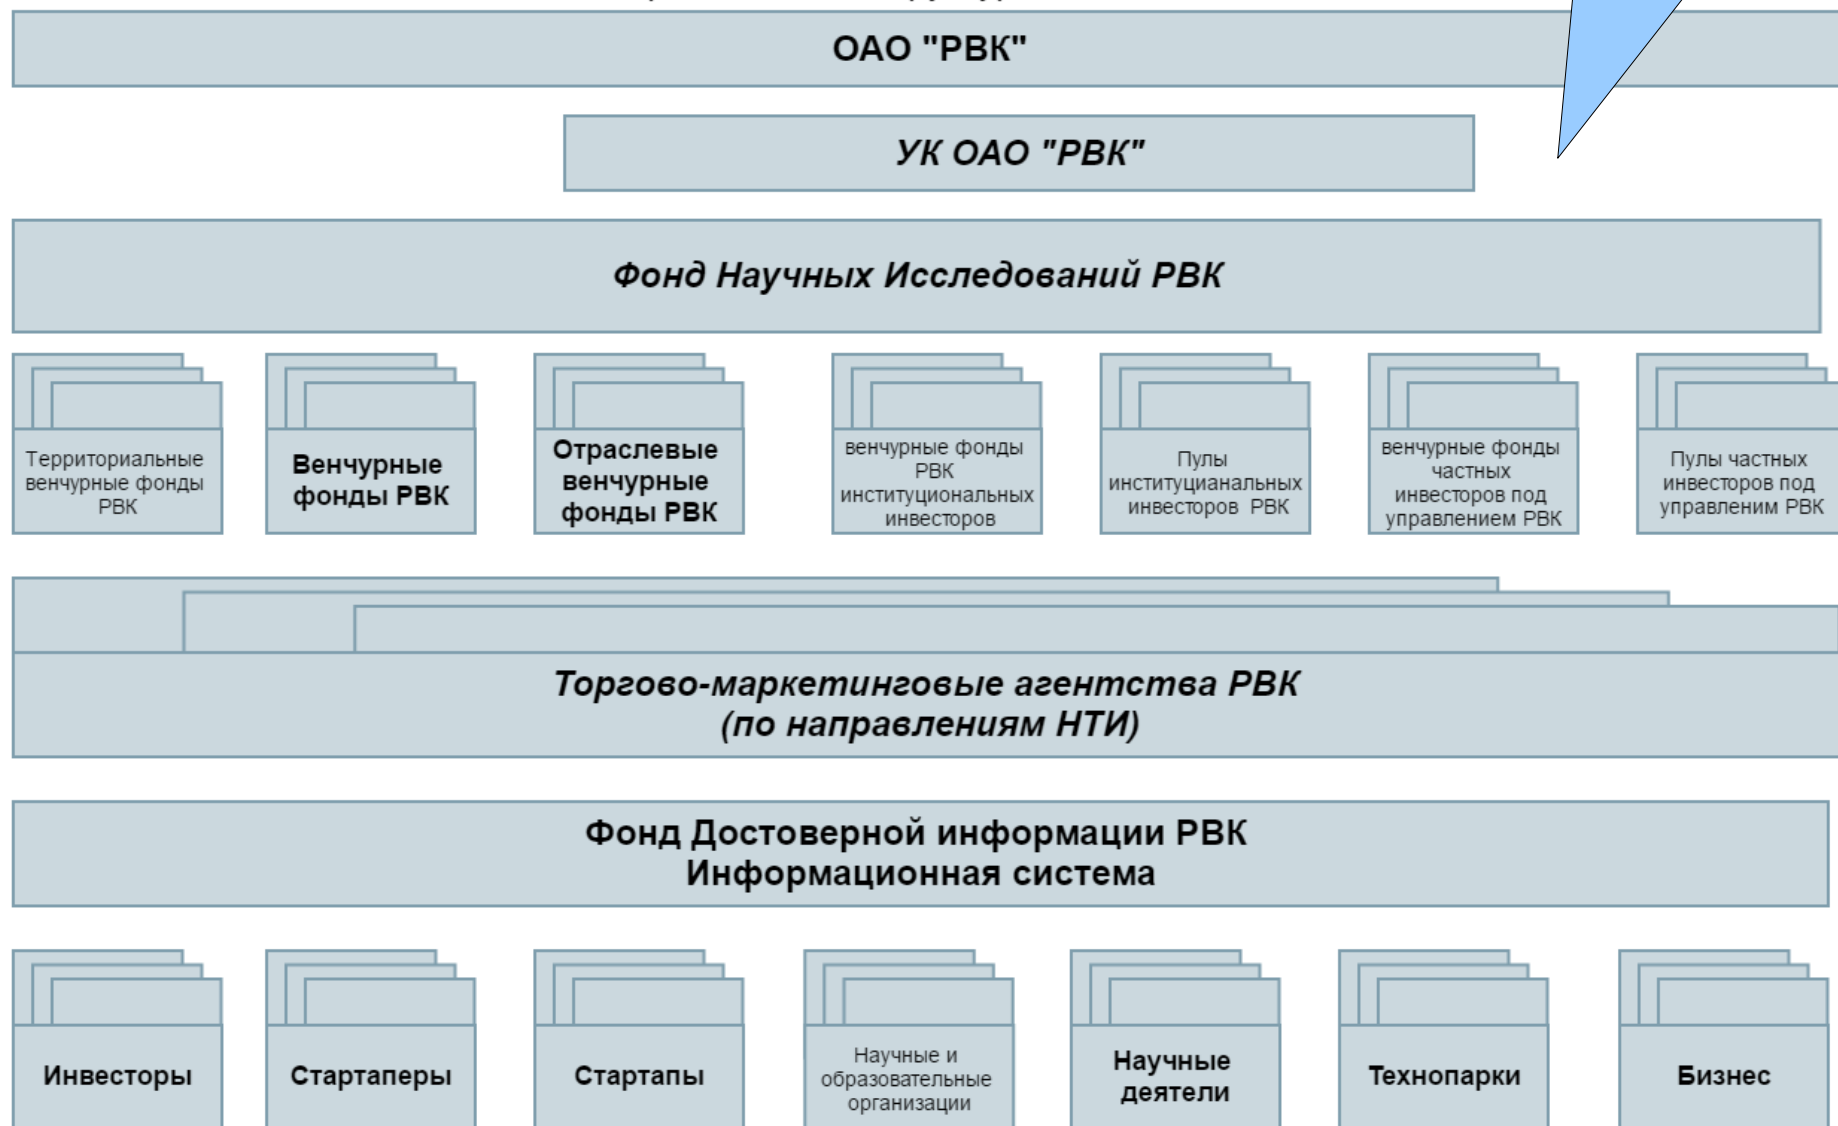 ОАО "РВК"
УК ОАО "РВК"
Фонд Научных Исследований РВК
Территориальные
венчурные фонды
РВК
Венчурные
фонды РВК
Отраслевые
венчурные
фонды РВК
венчурные фонды
РВК
институциональных
инвесторов
Пулы
институцианальных
инвесторов РВК
венчурные фонды
частных
инвесторов под
управлением РВК
Пулы частных
инвесторов под
управленим РВК
Торгово-маркетинговые агентства РВК
(по направлениям НТИ)
Фонд Достоверной информации РВК
Информационная система
Инвесторы
Стартаперы
Стартапы
Научные и
образовательные
организации
Научные
деятели
Технопарки
Бизнес